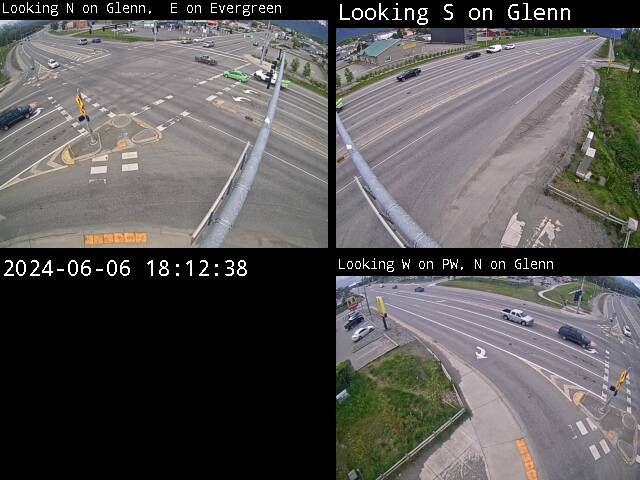 Looking N on Glenn,  E on Evergreen
Looking S on Glenn
2024-06-06 18:12:38
Looking W on PW, N on Glenn